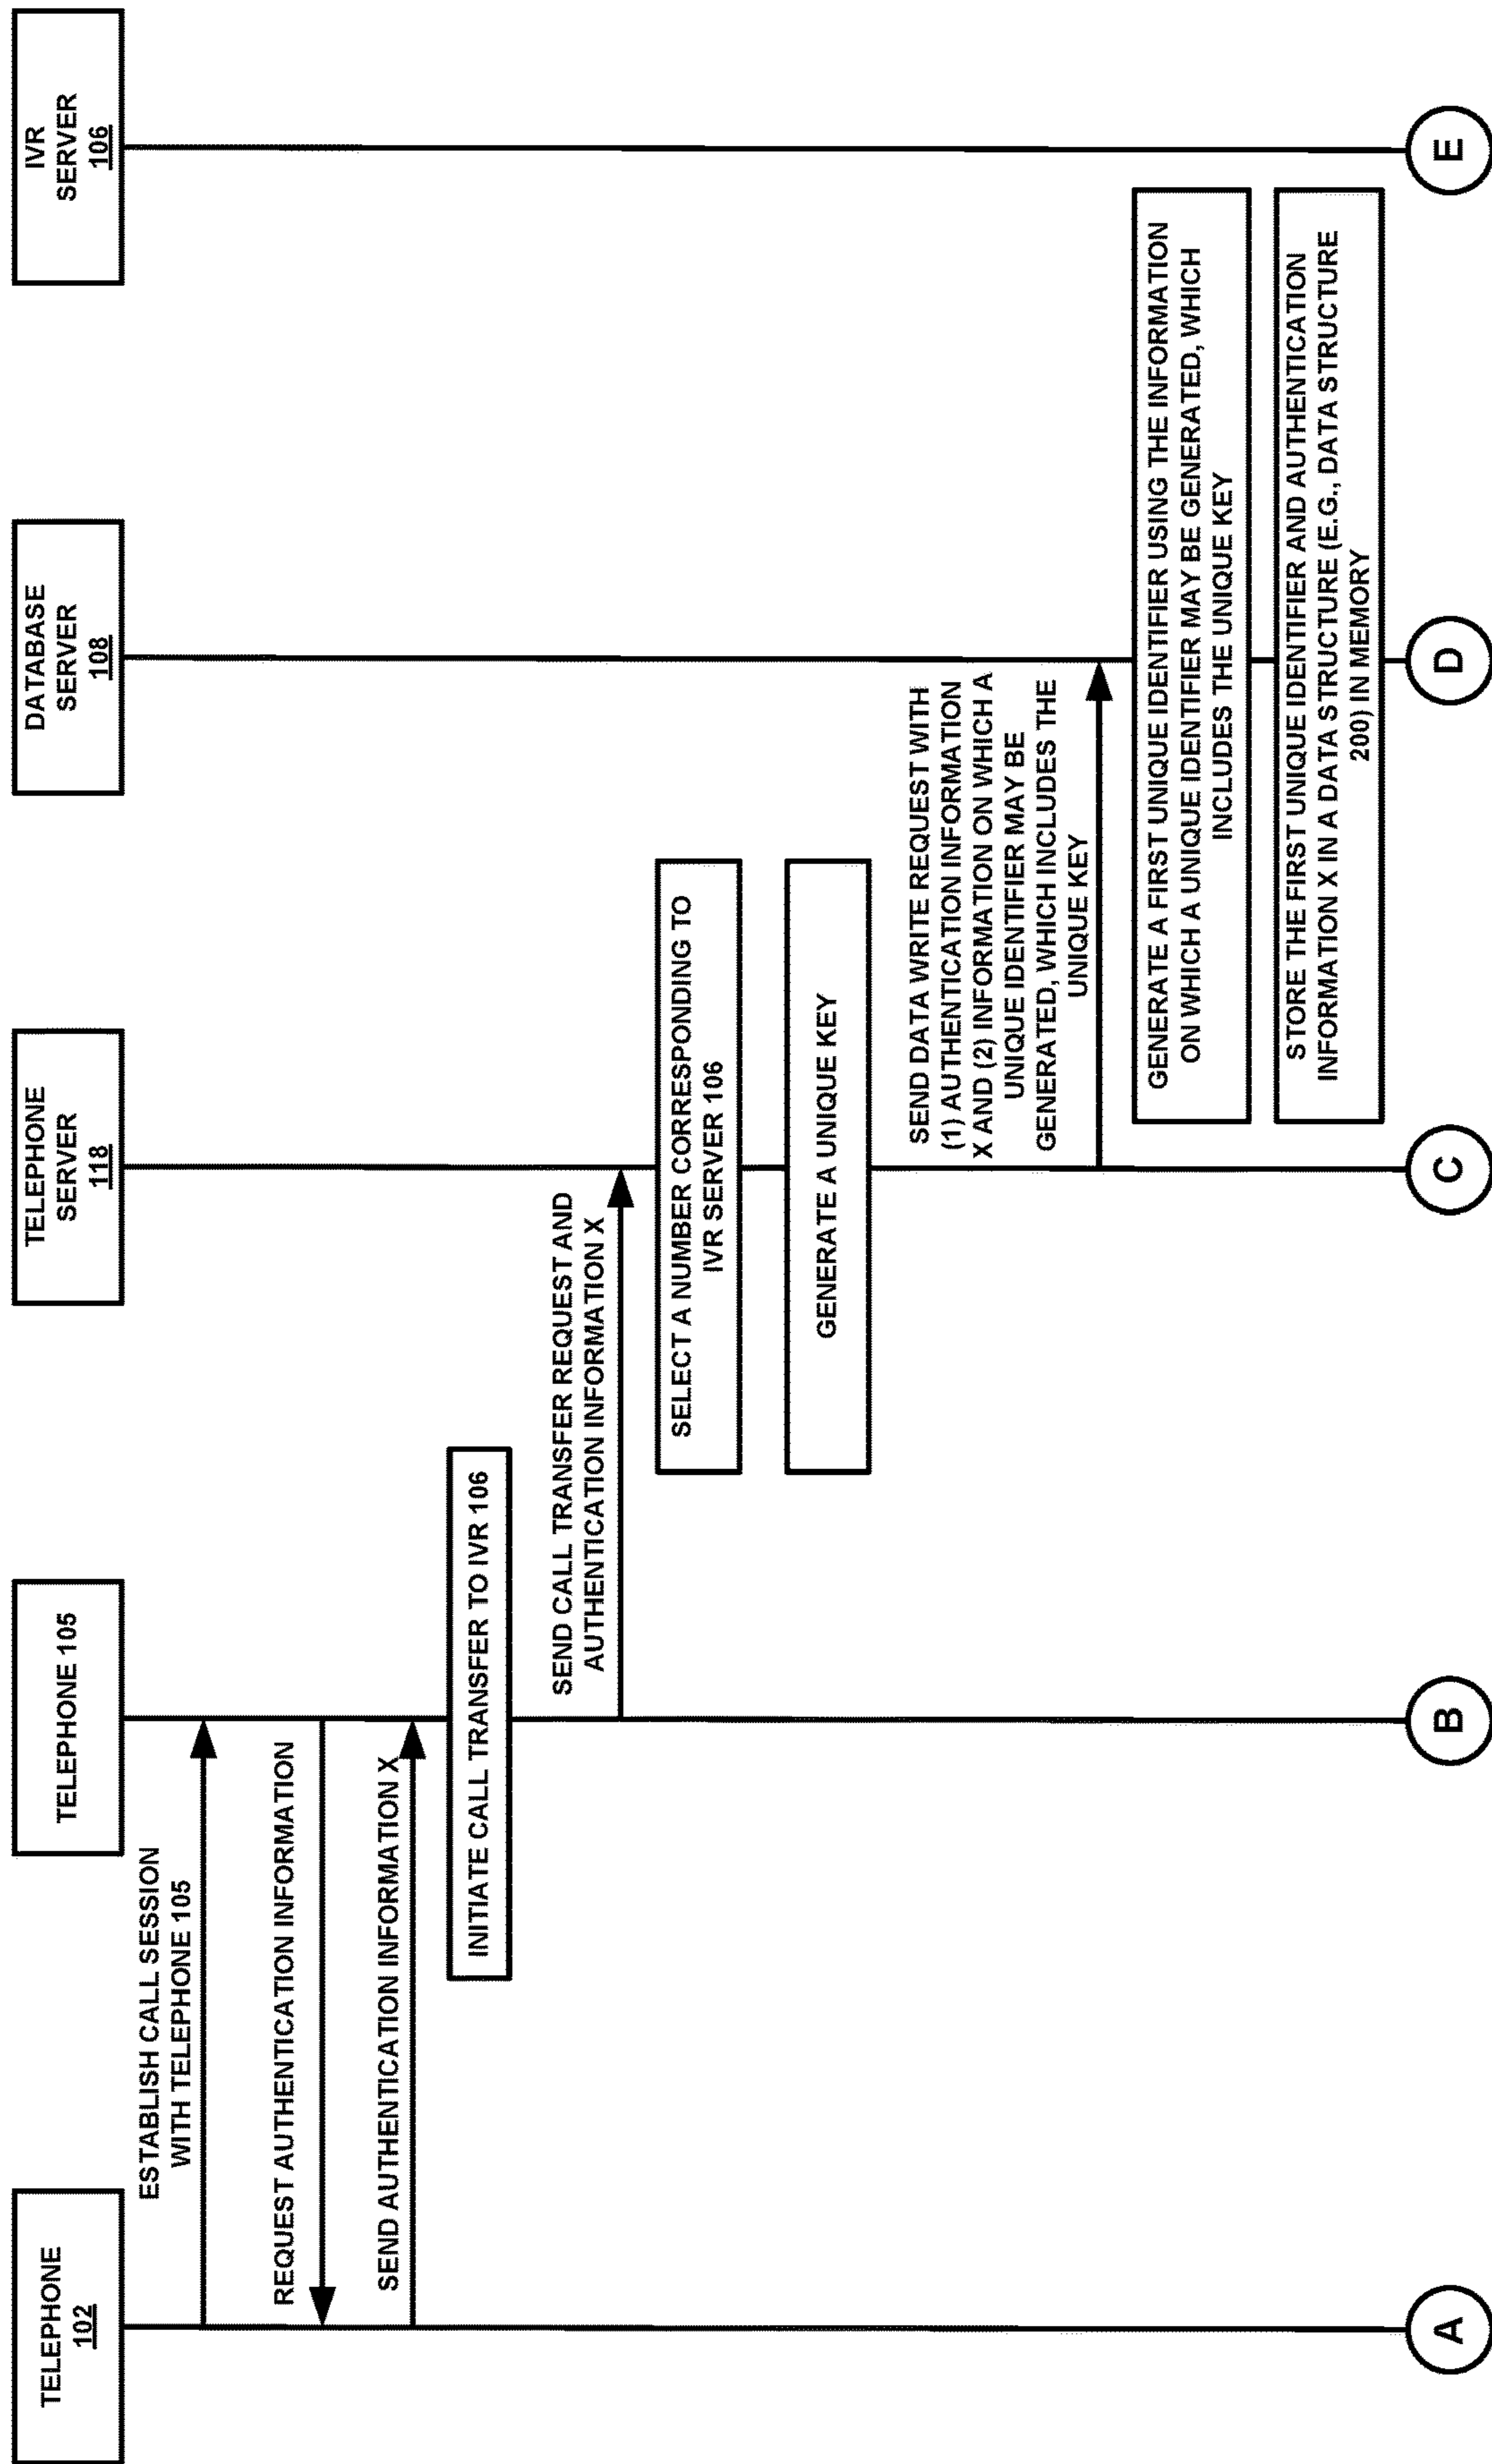 TELEPHONE
102
TELEPHONE 105
TELEPHONE
SERVER
118
DATABASE
SERVER
108
IVR
SERVER
106
ESTABLISH CALL SESSION
WITH TELEPHONE 105
REQUEST AUTHENTICATION INFORMATION
SEND AUTHENTICATION INFORMATION X
INITIATE CALL TRANSFER TO IVR 106
SEND CALL TRANSFER REQUEST AND
AUTHENTICATION INFORMATION X
SELECT A NUMBER CORRESPONDING TO
IVR SERVER 106
GENERATE A UNIQUE KEY
SEND DATA WRITE REQUEST WITH
(1) AUTHENTICATION INFORMATION
X AND (2) INFORMATION ON WHICH A
UNIQUE IDENTIFIER MAY BE
GENERATED, WHICH INCLUDES THE
UNIQUE KEY
GENERATE A FIRST UNIQUE IDENTIFIER USING THE INFORMATION
ON WHICH A UNIQUE IDENTIFIER MAY BE GENERATED, WHICH
INCLUDES THE UNIQUE KEY
STORE THE FIRST UNIQUE IDENTIFIER AND AUTHENTICATION
INFORMATION X IN A DATA STRUCTURE (E.G., DATA STRUCTURE
200) IN MEMORY
A
B
C
D
E